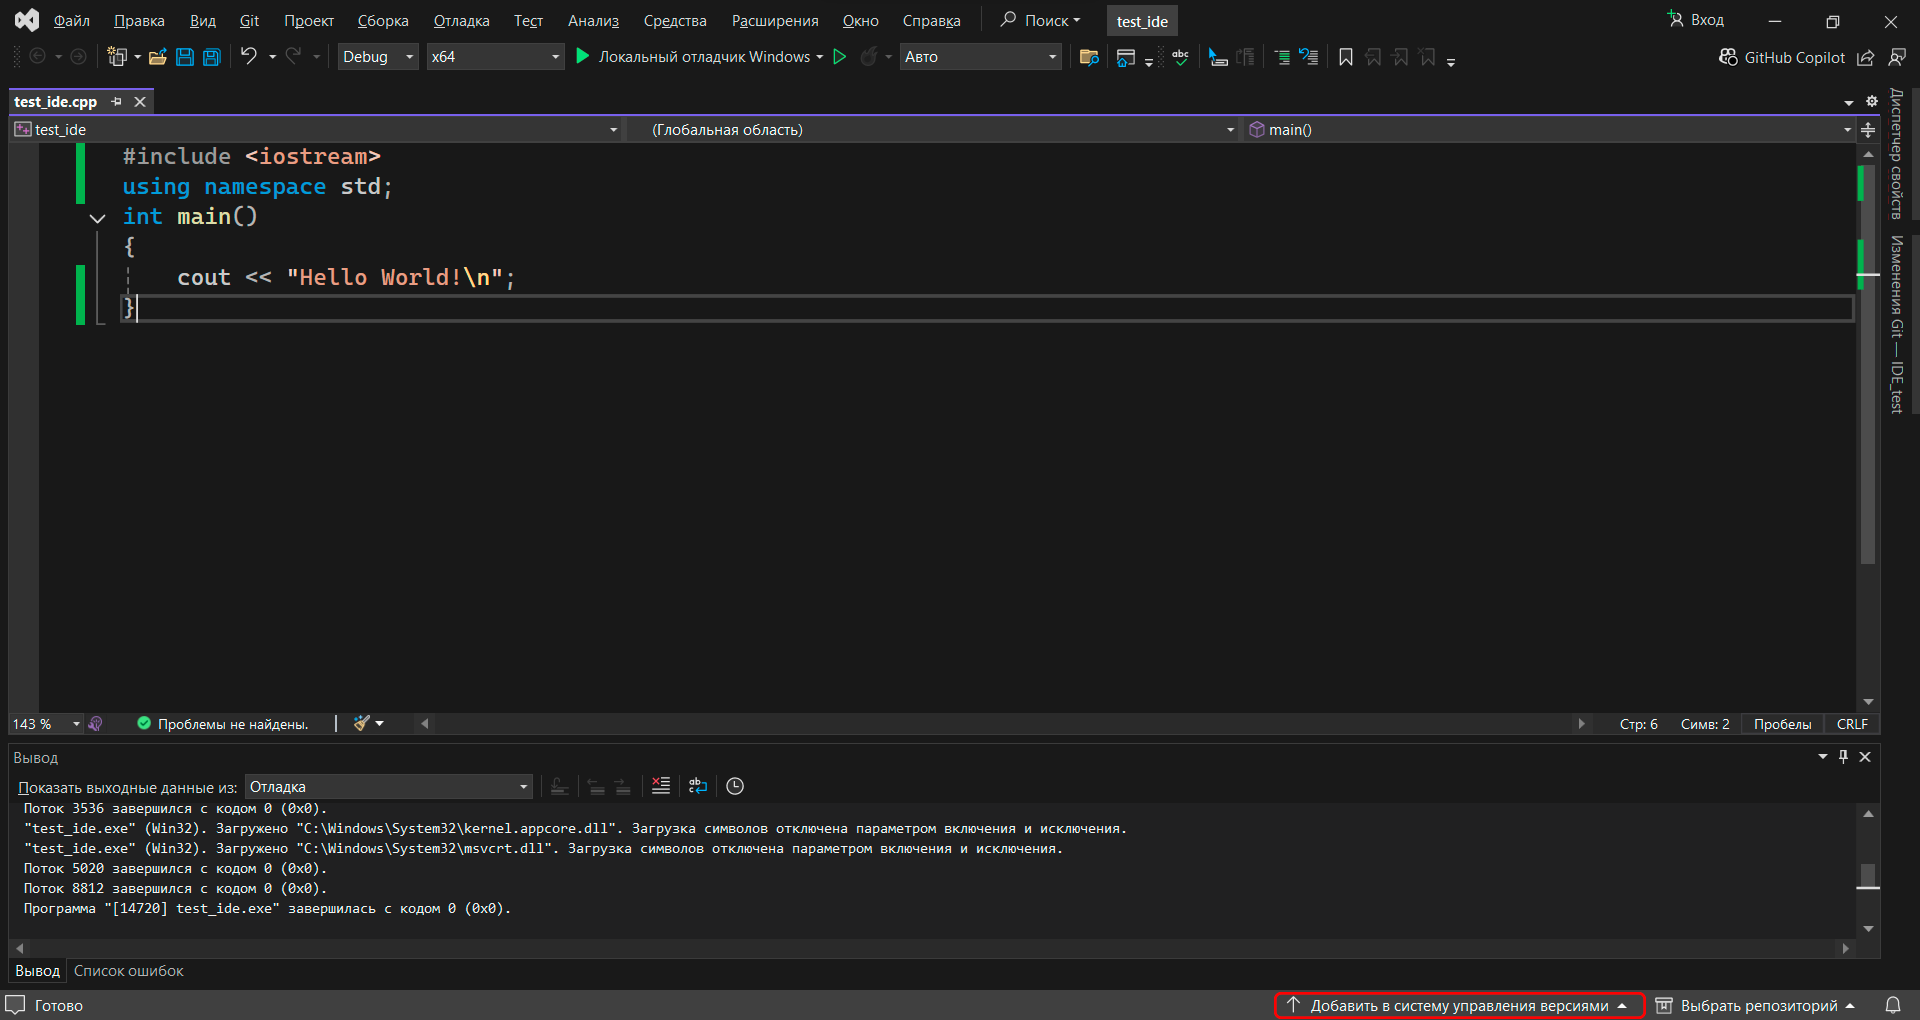 Файл Правка Вид Git Проект Сборка Отладка Тест Анализ Средства Расширения Окно Справка Поиск test_ide Вход
Debug x64 Локальный отладчик Windows Авто abc GitHub Copilot
test_ide.cpp
test_ide (Глобальная область) main()
#include <iostream>
using namespace std;
int main()
{
cout << "Hello World!\n";
}
Диспетчер свойств
Изменения Git — IDE_test
143 % Проблемы не найдены. Стр: 6 Симв: 2 Пробелы CRLF
Вывод
Показать выходные данные из: Отладка
Поток 3536 завершился с кодом 0 (0x0).
"test_ide.exe" (Win32). Загружено "C:\Windows\System32\kernel.appcore.dll". Загрузка символов отключена параметром включения и исключения.
"test_ide.exe" (Win32). Загружено "C:\Windows\System32\msvcrt.dll". Загрузка символов отключена параметром включения и исключения.
Поток 5020 завершился с кодом 0 (0x0).
Поток 8812 завершился с кодом 0 (0x0).
Программа "[14720] test_ide.exe" завершилась с кодом 0 (0x0).
Вывод Список ошибок
Готово Добавить в систему управления версиями Выбрать репозиторий